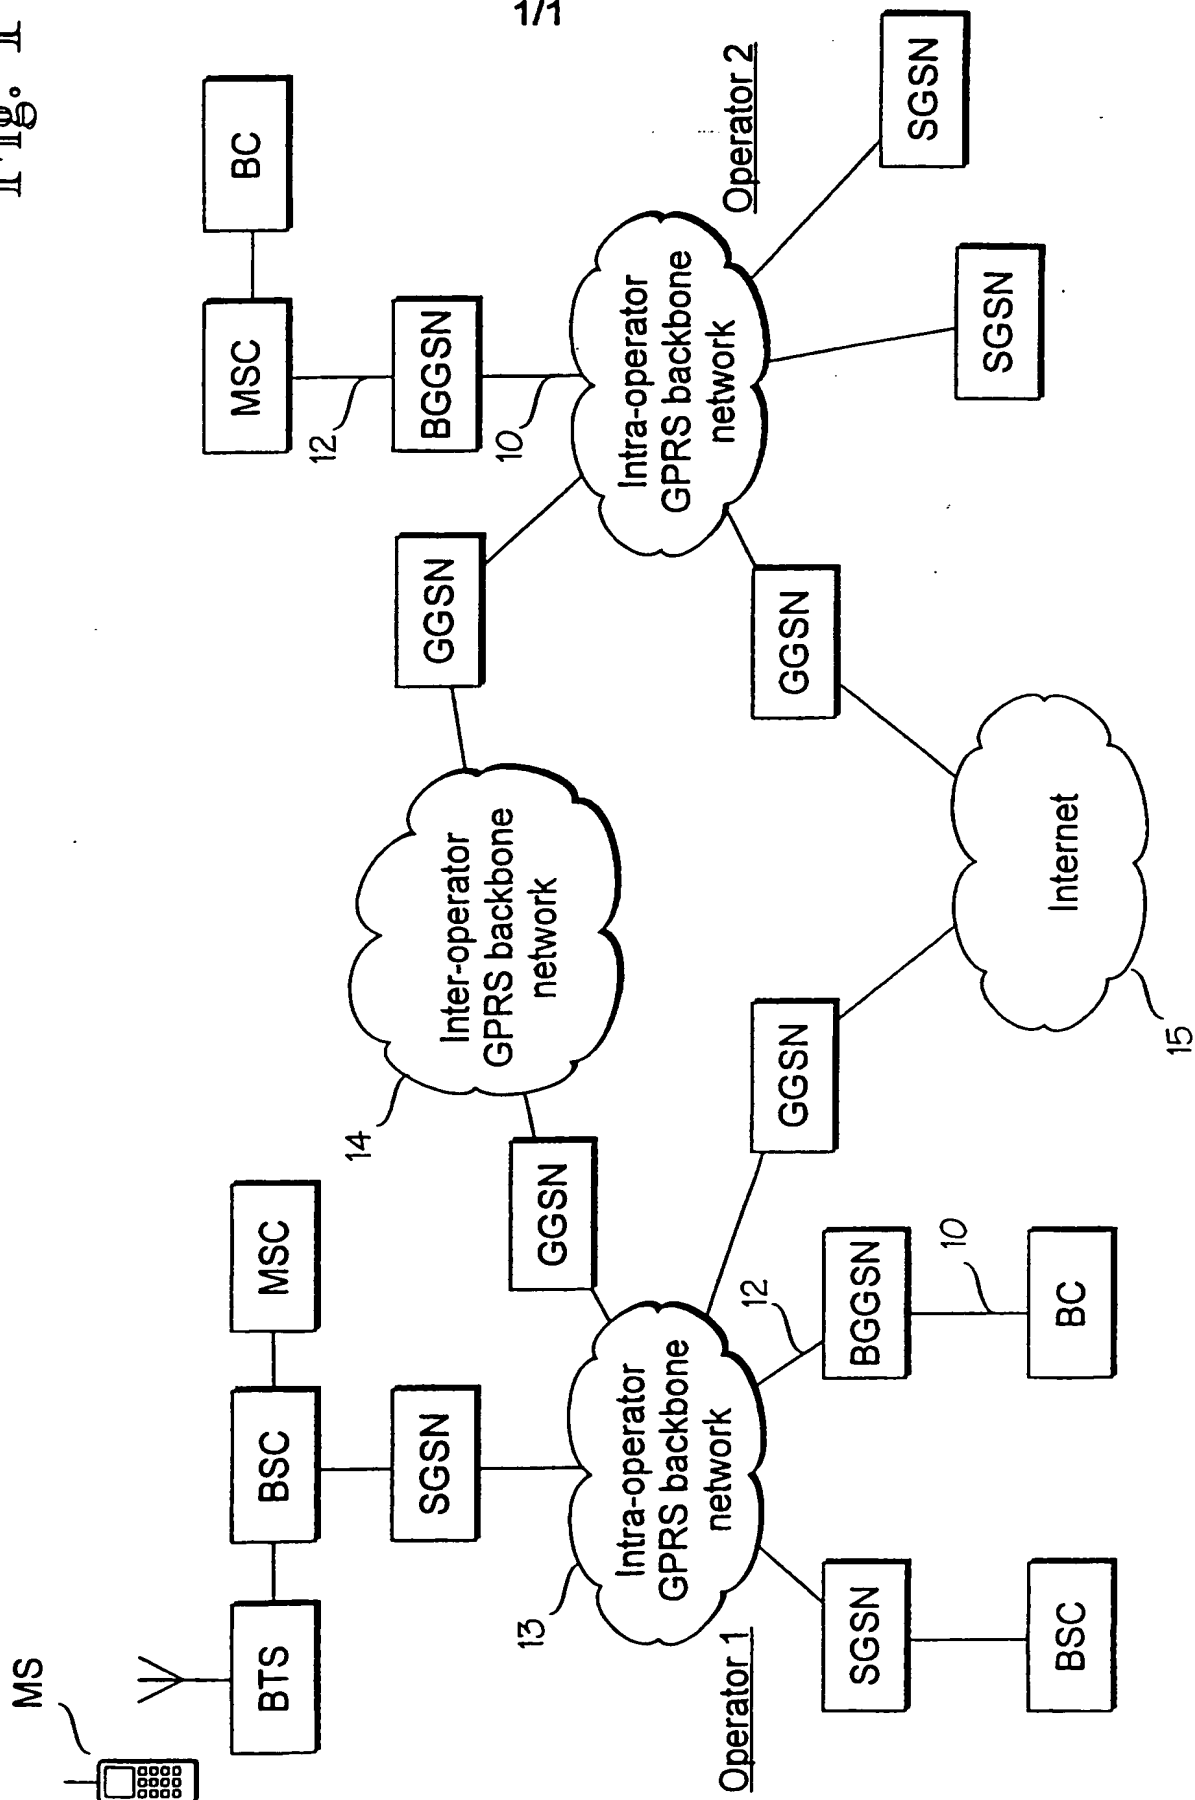 1/1
Fig. 1
MS
BTS
BSC
MSC
SGSN
13
Intra-operator
GPRS backbone
network
Operator 1
SGSN
BSC
12
BGGSN
10
BC
GGSN
GGSN
14
Inter-operator
GPRS backbone
network
Internet
15
GGSN
GGSN
MSC
BC
12
BGGSN
10
Intra-operator
GPRS backbone
network
Operator 2
SGSN
SGSN